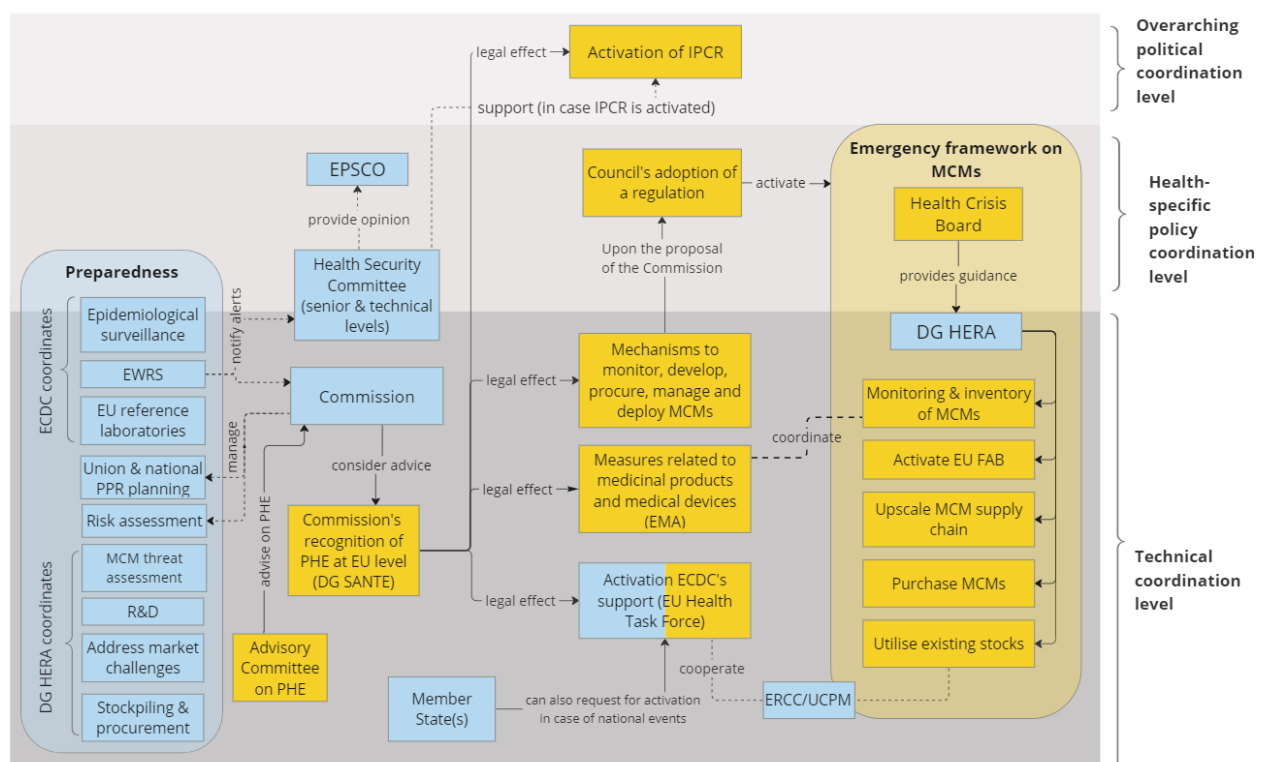 Overarching
political
coordination
level
legal effect
Activation of IPCR
support (in case IPCR is activated)
Health-
specific
policy
coordination
level
EPSCO
provide opinion
Health Security
Committee
(senior & technical
levels)
Council's adoption of
a regulation
activate
Upon the proposal
of the Commission
Emergency framework on
MCMs
Health Crisis
Board
provides guidance
DG HERA
Preparedness
ECDC coordinates
Epidemiological
surveillance
EWRS
EU reference
laboratories
notify alerts
Commission
manage
Union & national
PPR planning
Risk assessment
DG HERA coordinates
MCM threat
assessment
R&D
Address market
challenges
Stockpiling &
procurement
advise on PHE
Advisory
Committee
on PHE
consider advice
Commission's
recognition of
PHE at EU level
(DG SANTE)
legal effect
Mechanisms to
monitor, develop,
procure, manage and
deploy MCMs
legal effect
Measures related to
medicinal products
and medical devices
(EMA)
coordinate
legal effect
Activation ECDC's
support (EU Health
Task Force)
cooperate
Member
State(s)
can also request for activation
in case of national events
ERCC/UCPM
Monitoring & inventory
of MCMs
Activate EU FAB
Upscale MCM supply
chain
Purchase MCMs
Utilise existing stocks
Technical
coordination
level